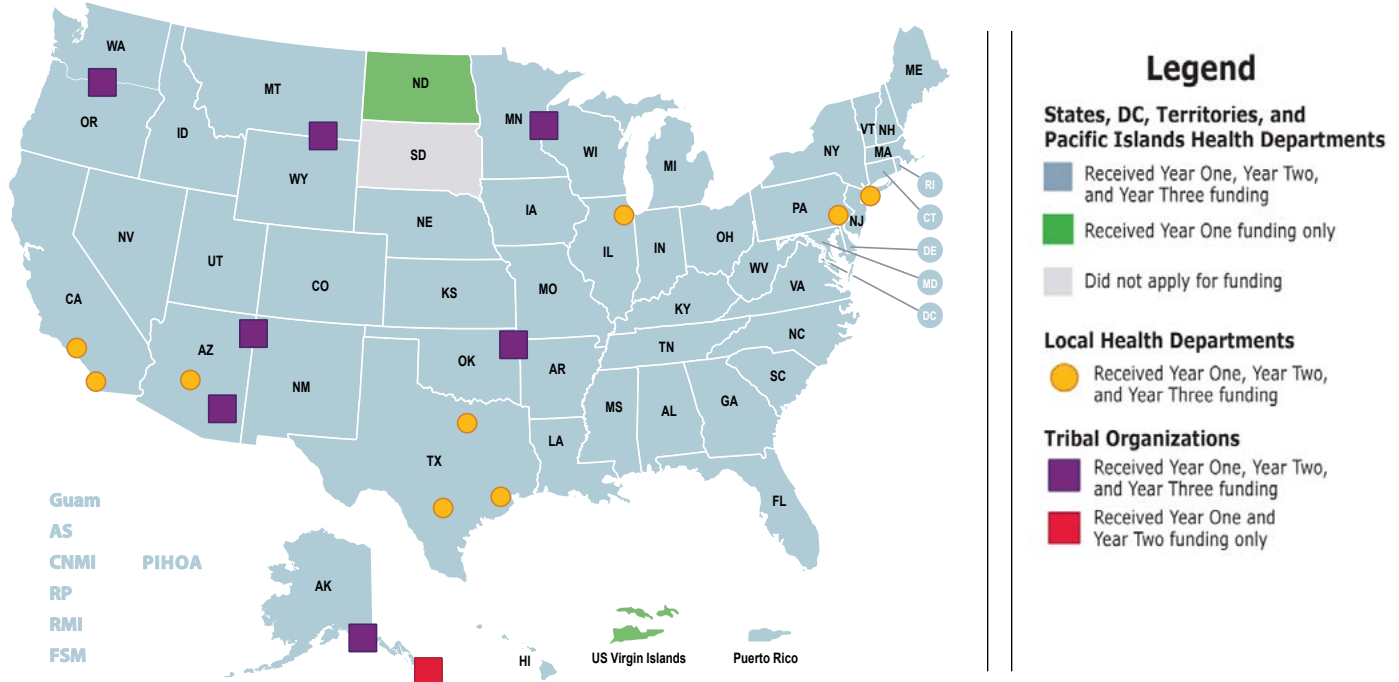 WA
MT
ND
ME
OR
ID
MN
VT
NH
SD
WI
NY
MA
WY
MI
RI
IA
PA
CT
NE
NJ
NV
OH
DE
UT
IL
IN
CO
WV
MD
KS
MO
VA
CA
KY
DC
NC
AZ
TN
OK
AR
NM
SC
MS
AL
GA
LA
TX
FL
Guam
AS
CNMI PIHOA
RP
RMI
FSM
AK
HI
US Virgin Islands
Puerto Rico
Legend
States, DC, Territories, and
Pacific Islands Health Departments
Received Year One, Year Two,
and Year Three funding
Received Year One funding only
Did not apply for funding
Local Health Departments
Received Year One, Year Two,
and Year Three funding
Tribal Organizations
Received Year One, Year Two,
and Year Three funding
Received Year One and
Year Two funding only